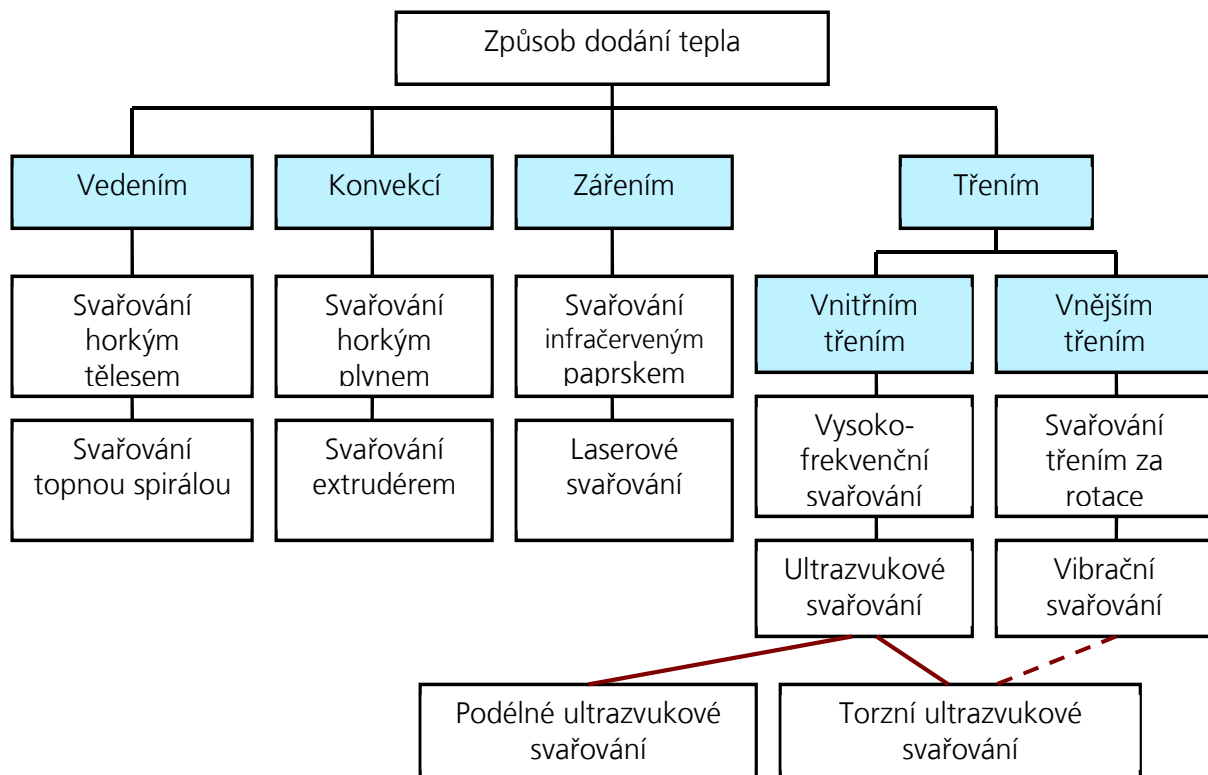 Způsob dodání tepla
Vedením
Konvekcí
Zářením
Třením
Svařování
horkým
tělesem
Svařování
horkým
plynem
Svařování
infračerveným
paprskem
Vnitřním
třením
Vnějším
třením
Svařování
topnou spirálou
Svařování
extrudérem
Laserové
svařování
Vysoko-
frekvenční
svařování
Svařování
třením za
rotace
Ultrazvukové
svařování
Vibrační
svařování
Podélné ultrazvukové
svařování
Torzní ultrazvukové
svařování